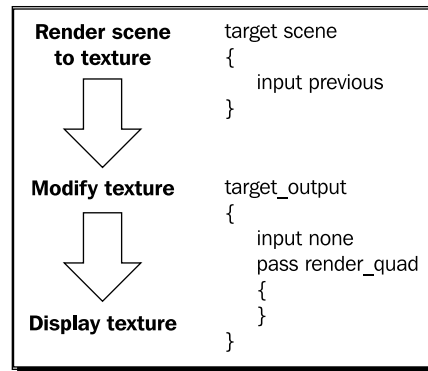 Render scene
to texture
target scene
{
input previous
}
Modify texture
target_output
{
input none
pass render_quad
{
}
Display texture
}